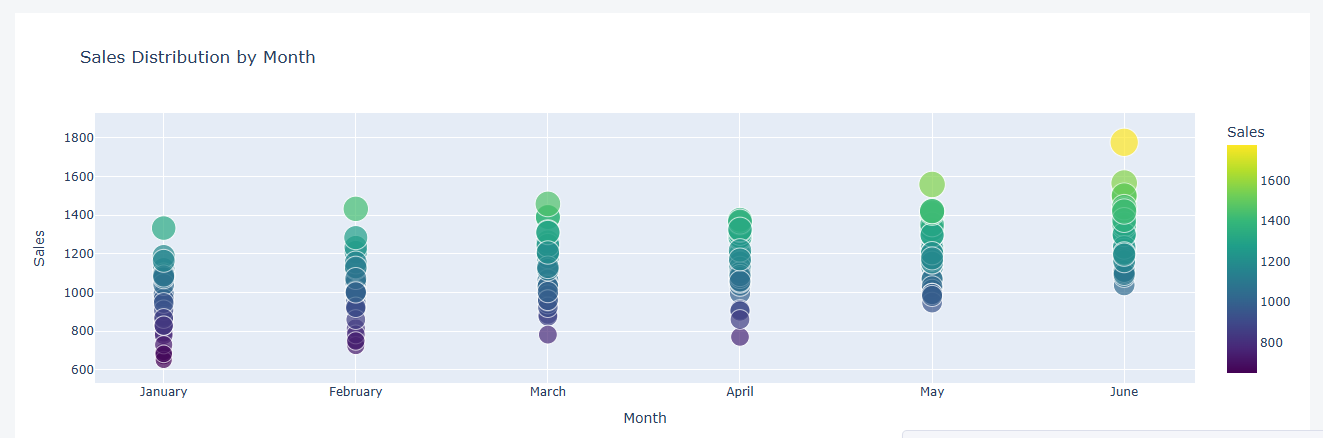 Sales Distribution by Month
Sales
1800
1600
1400
1200
1000
800
600
Sales
1600
1400
1200
1000
800
January February March April May June
Month